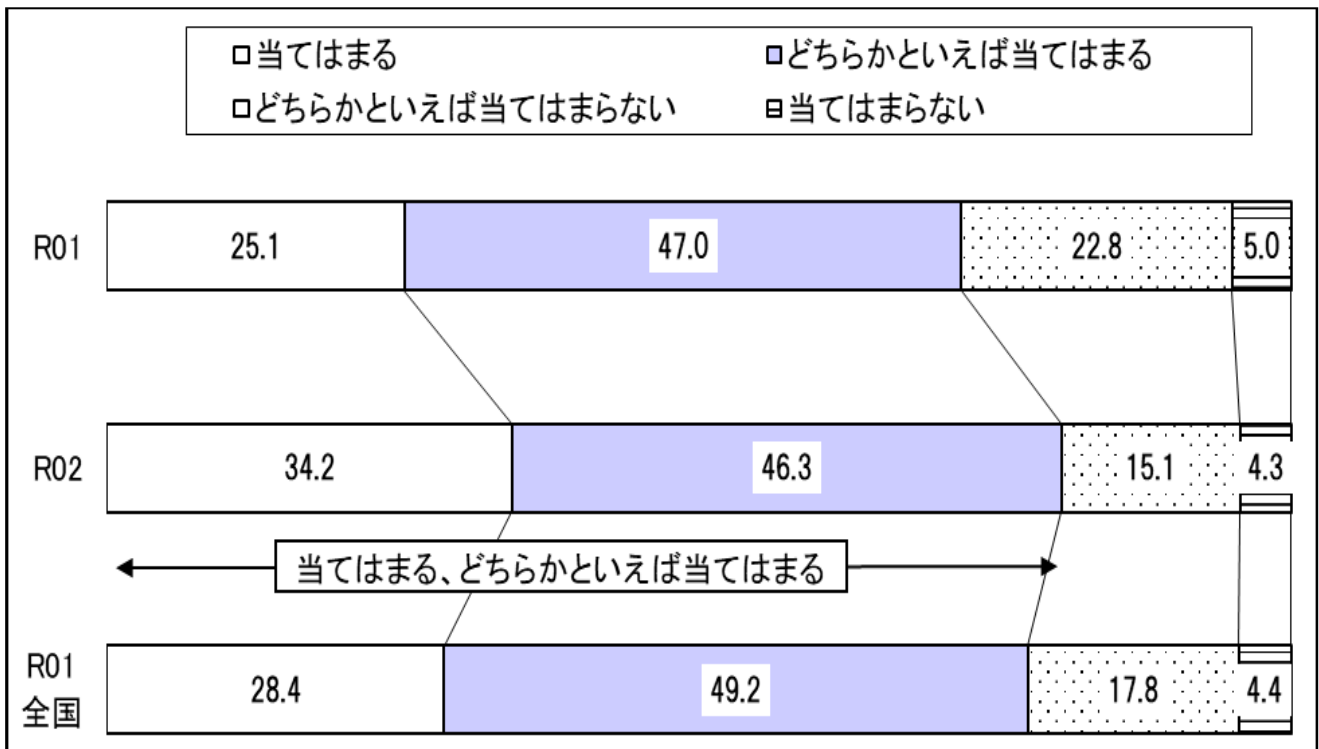 □当てはまる □どちらかといえば当てはまる
□どちらかといえば当てはまらない 日当てはまらない
R01 25.1 47.0 22.8 5.0
R02 34.2 46.3 15.1 4.3
当てはまる、どちらかといえば当てはまる
R01
全国
28.4 49.2 17.8 4.4